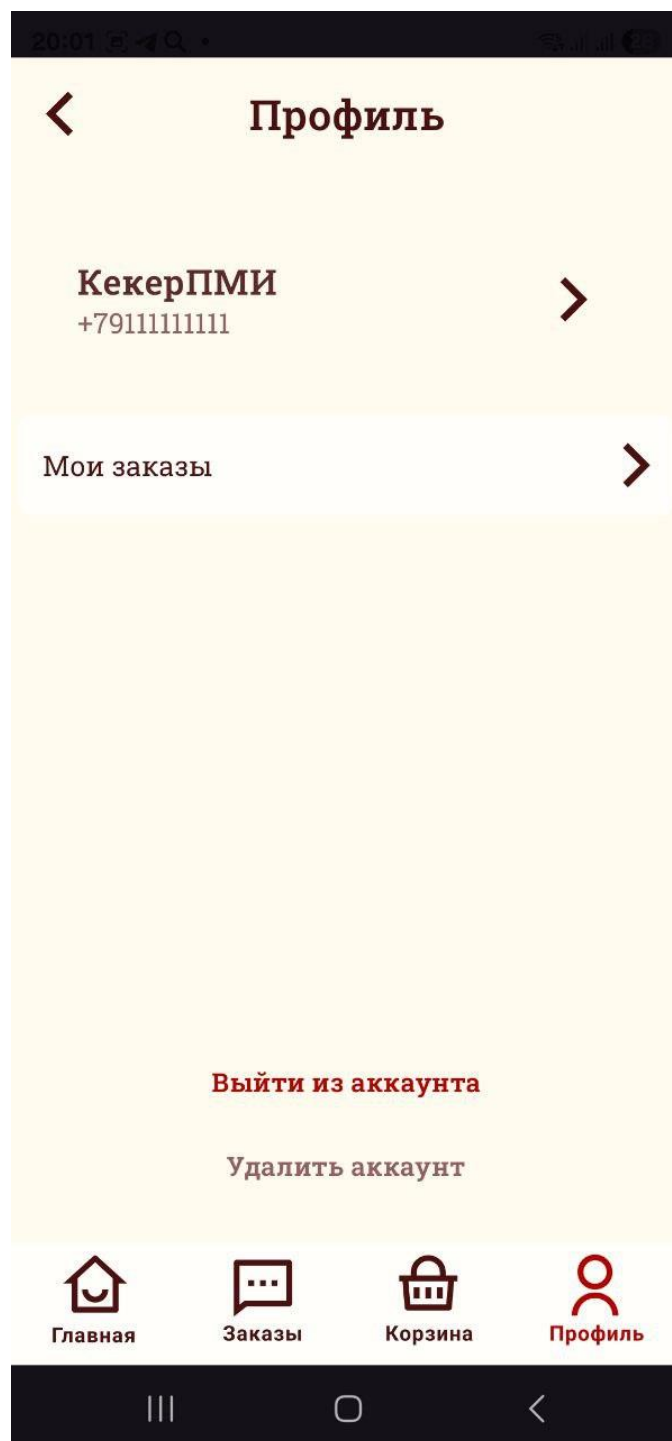 20:01
Профиль
КекерПМИ
+79111111111
Мои заказы
Выйти из аккаунта
Удалить аккаунт
Главная
Заказы
Корзина
Профиль